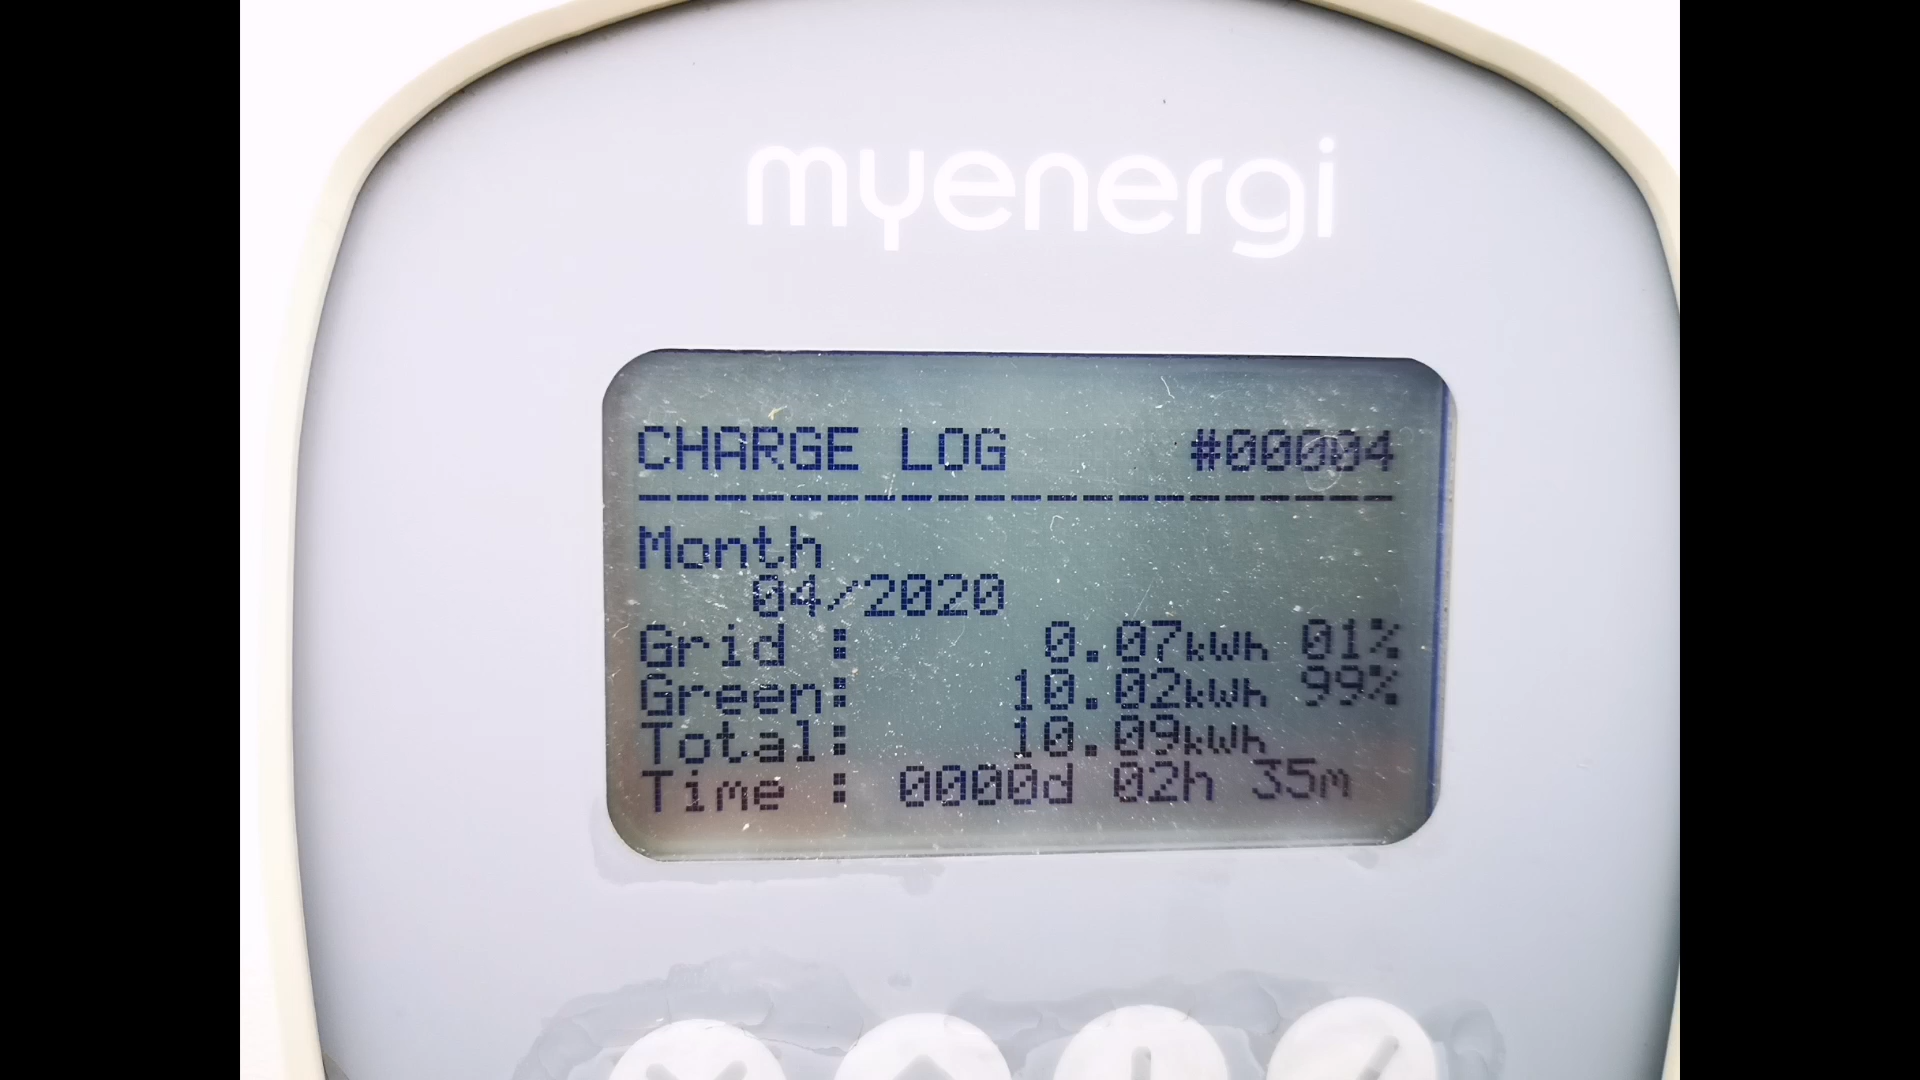 myenergi
CHARGE LOG #00004
--------------------
Month
04/2020
Grid : 0.07kWh 01%
Green: 10.02kWh 99%
Total: 10.09kWh
Time : 0000d 02h 35m